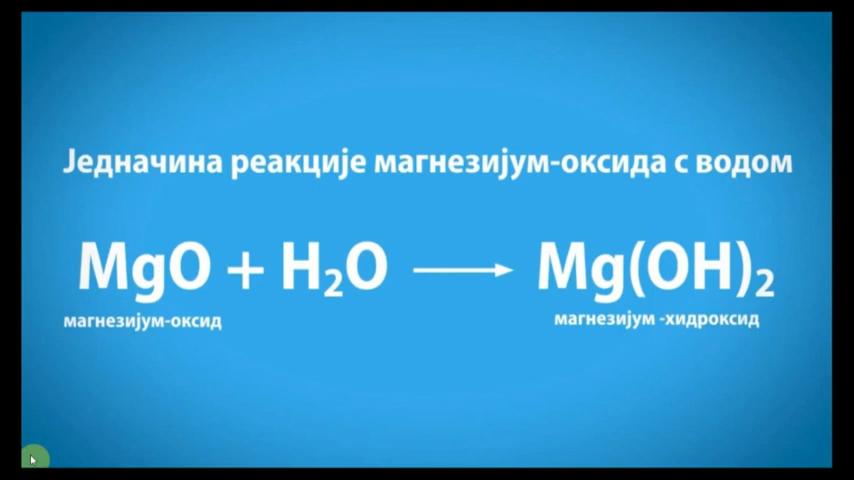 Једначина реакције магнезијум-оксида с водом
MgO + H₂O ⟶ Mg(OH)₂
магнезијум-оксид магнезијум -хидроксид